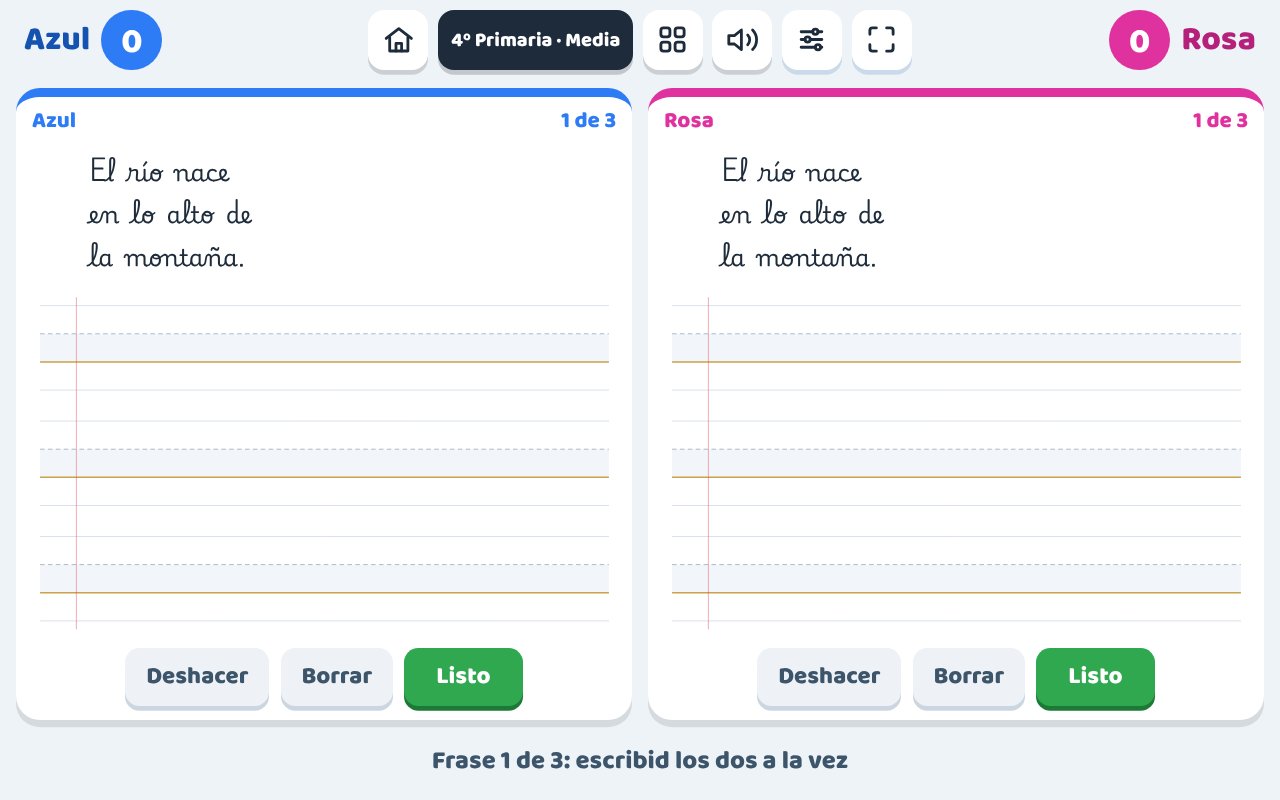 Azul 0
4º Primaria · Media
0 Rosa
Azul 1 de 3
El río nace
en lo alto de
la montaña.
Deshacer Borrar Listo
Rosa 1 de 3
El río nace
en lo alto de
la montaña.
Deshacer Borrar Listo
Frase 1 de 3: escribid los dos a la vez